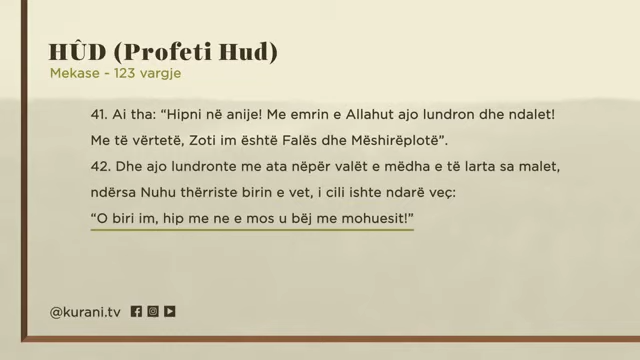 HÛD (Profeti Hud)
Mekase - 123 vargje
41. Ai tha: “Hipni në anije! Me emrin e Allahut ajo lundron dhe ndalet!
Me të vërtetë, Zoti im është Falës dhe Mëshirëplotë”.
42. Dhe ajo lundronte me ata nëpër valët e mëdha e të larta sa malet,
ndërsa Nuhu thërriste birin e vet, i cili ishte ndarë veç:
“O biri im, hip me ne e mos u bëj me mohuesit!”
@kurani.tv